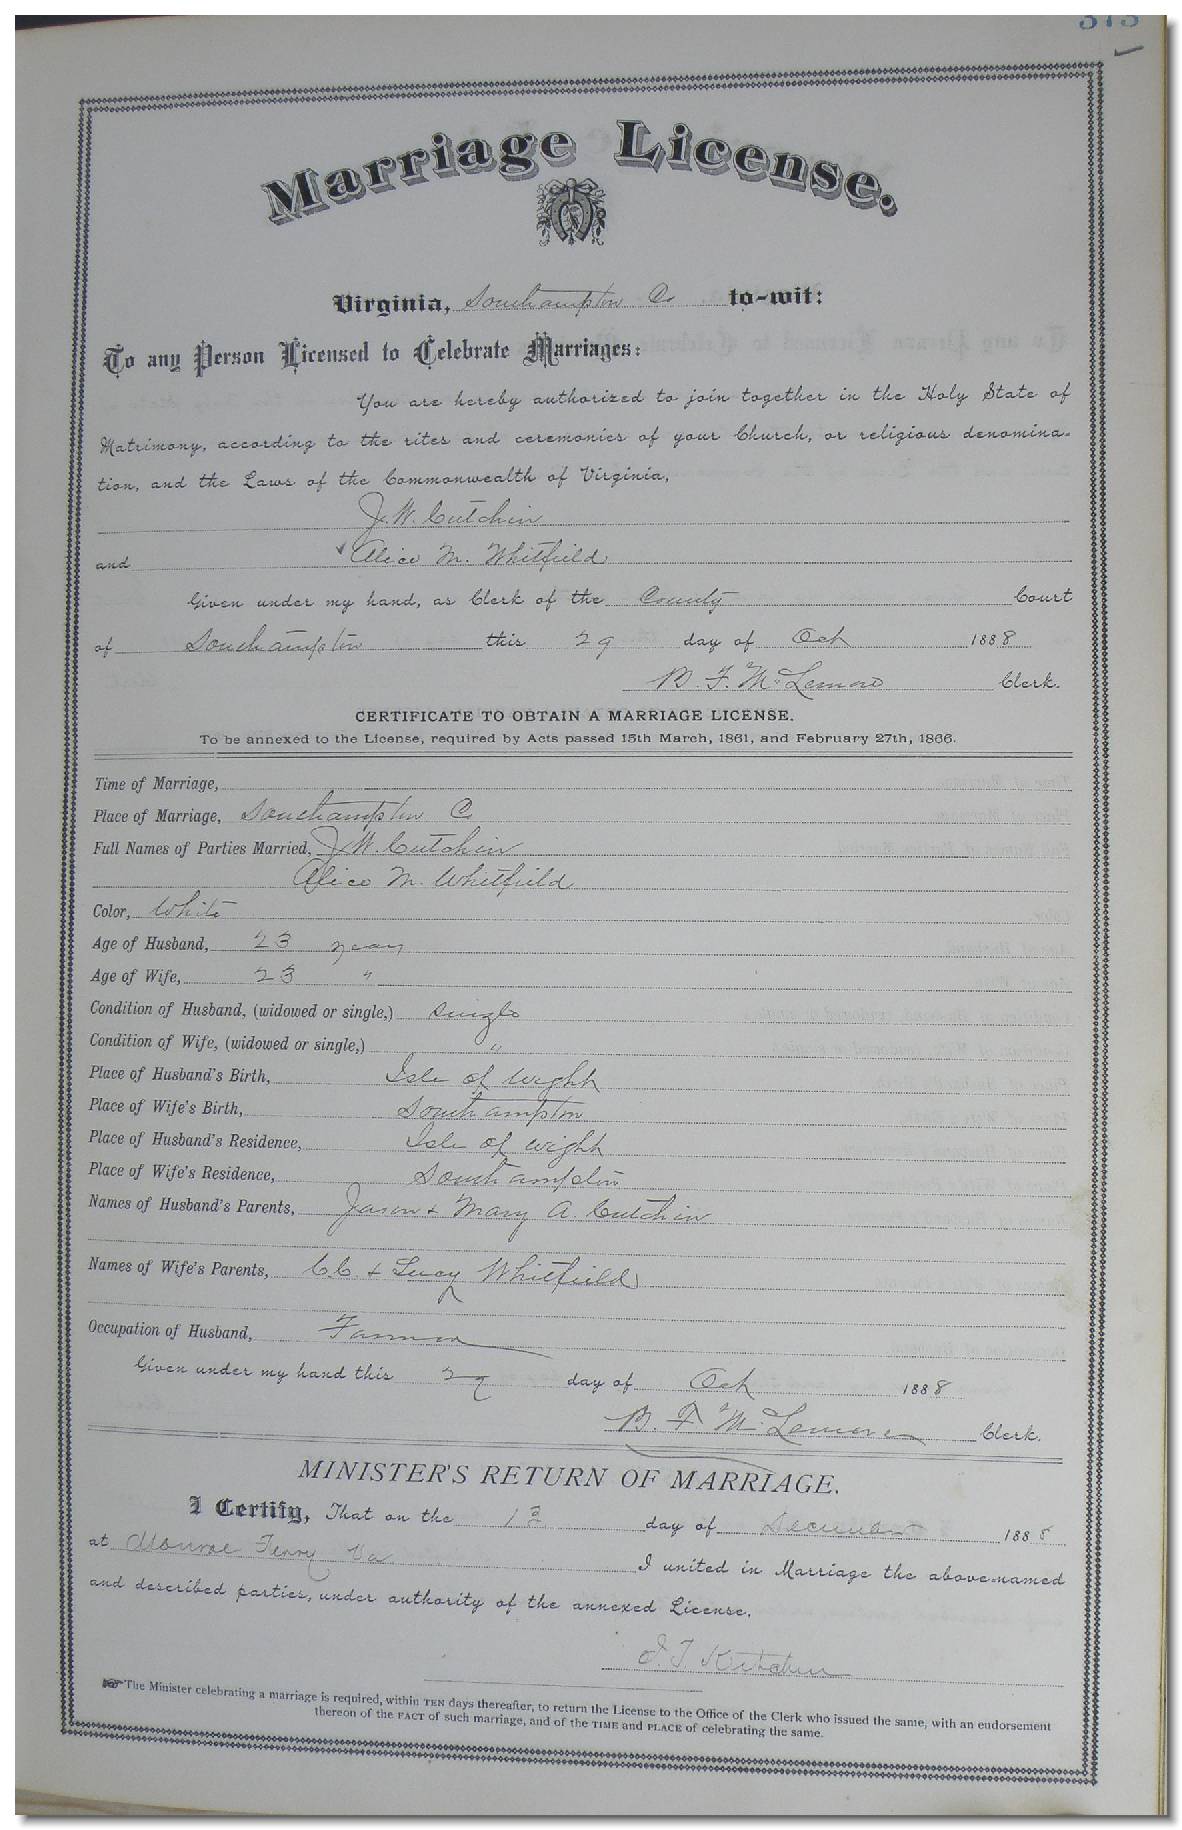 373
Marriage License.
Virginia, Southampton Co to-wit:
To any Person Licensed to Celebrate Marriages:
You are hereby authorized to join together in the Holy State of
Matrimony, according to the rites and ceremonies of your Church, or religious denomina-
tion, and the Laws of the Commonwealth of Virginia,
J. W. Cutchin
and Alice M. Whitfield
Given under my hand, as Clerk of the County Court
of Southampton this 29 day of Oct 1888
B. F. McLemore Clerk.
CERTIFICATE TO OBTAIN A MARRIAGE LICENSE.
To be annexed to the License, required by Acts passed 15th March, 1861, and February 27th, 1866.
Time of Marriage,
Place of Marriage, Southampton Co
Full Names of Parties Married, J. W. Cutchin
Alice M. Whitfield
Color, White
Age of Husband, 23 years
Age of Wife, 23 "
Condition of Husband, (widowed or single,) single
Condition of Wife, (widowed or single,) "
Place of Husband's Birth, Isle of Wight
Place of Wife's Birth, Southampton
Place of Husband's Residence, Isle of Wight
Place of Wife's Residence, Southampton
Names of Husband's Parents, Jason & Mary A. Cutchin
Names of Wife's Parents, C. C. & Lucy Whitfield
Occupation of Husband, Farmer
Given under my hand this 29 day of Oct 1888
B. F. McLemore Clerk.
MINISTER'S RETURN OF MARRIAGE.
I Certify, That on the 13 day of December 1888
at Monroe Ferry Va I united in Marriage the above-named
and described parties, under authority of the annexed License.
J. T. Kitchen
The Minister celebrating a marriage is required, within TEN days thereafter, to return the License to the Office of the Clerk who issued the same, with an endorsement
thereon of the FACT of such marriage, and of the TIME and PLACE of celebrating the same.